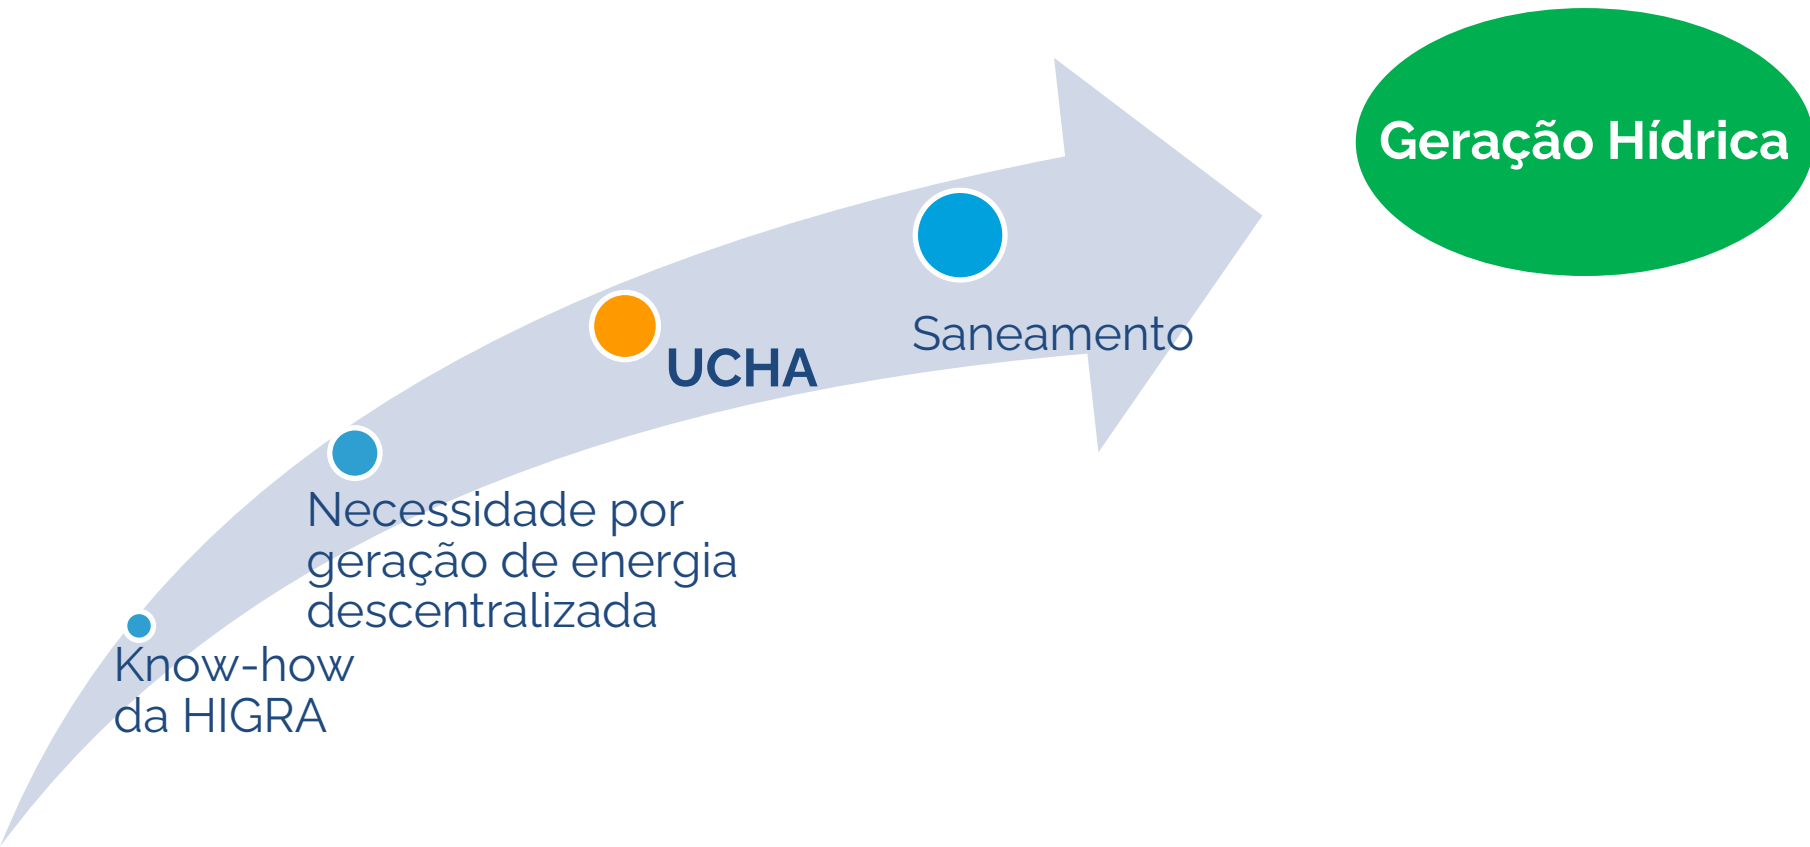 Geração Hídrica
Saneamento
UCHA
Necessidade por
geração de energia
descentralizada
Know-how
da HIGRA